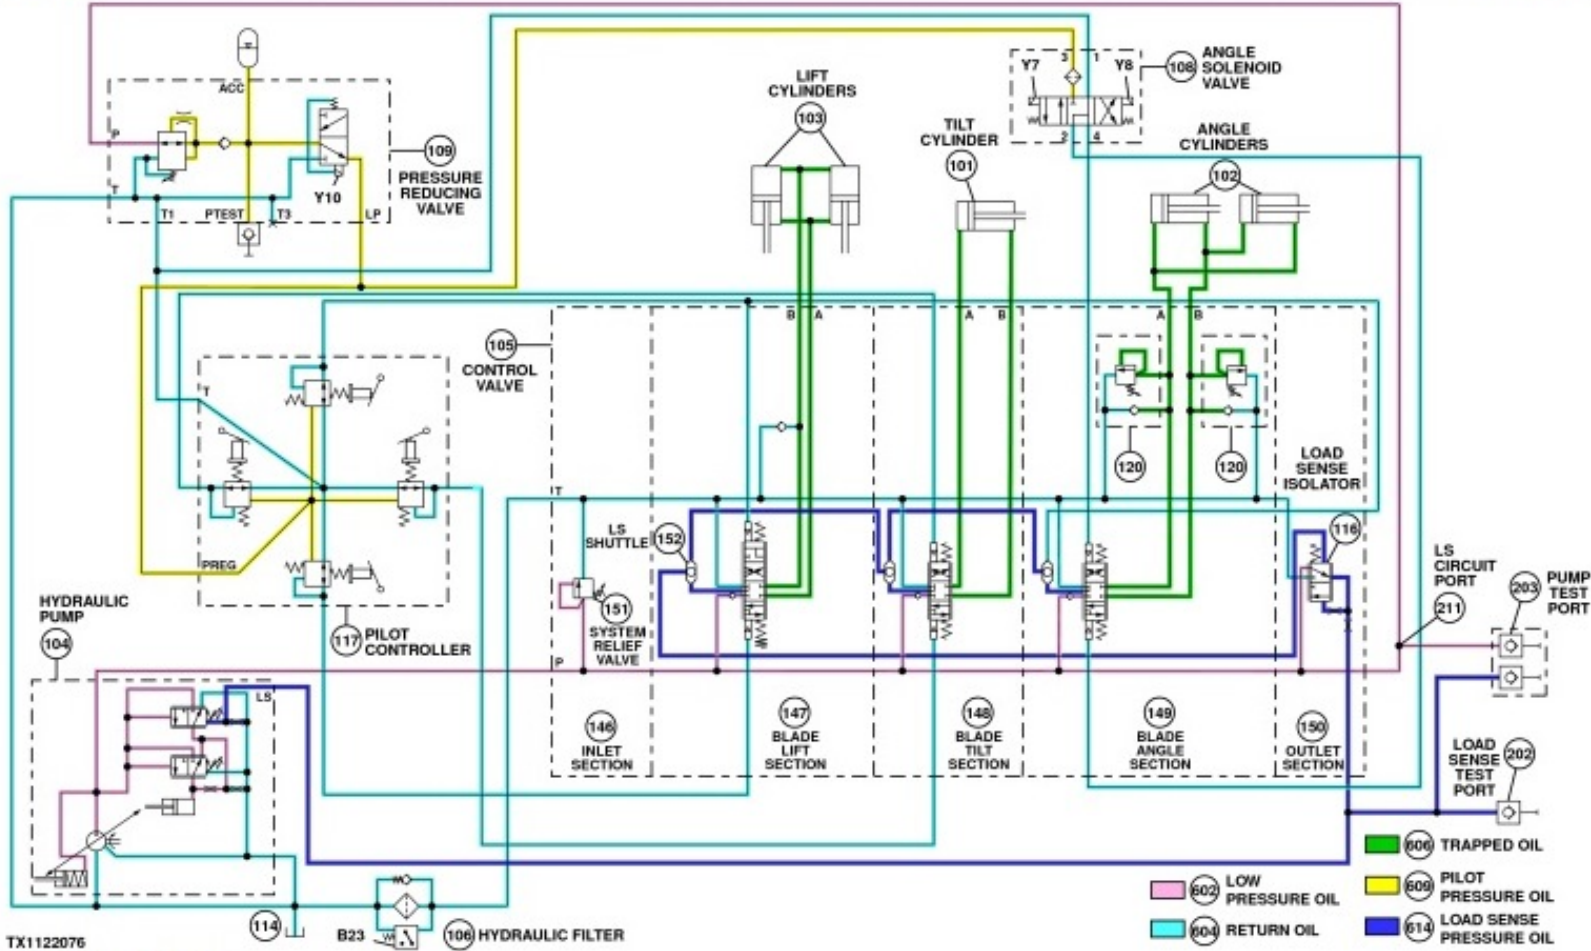 ACC
P
T
T1
PTEST
T3
LP
Y10
109
PRESSURE
REDUCING
VALVE
LIFT
CYLINDERS
103
TILT
CYLINDER
101
Y7
3
1
Y8
2
4
108
ANGLE
SOLENOID
VALVE
ANGLE
CYLINDERS
102
105
CONTROL
VALVE
B
A
A
B
A
B
120
120
LOAD
SENSE
ISOLATOR
116
T
PREG
117
PILOT
CONTROLLER
T
LS
SHUTTLE
152
151
SYSTEM
RELIEF
VALVE
P
LS
CIRCUIT
PORT
211
203
PUMP
TEST
PORT
HYDRAULIC
PUMP
104
LS
146
INLET
SECTION
147
BLADE
LIFT
SECTION
148
BLADE
TILT
SECTION
149
BLADE
ANGLE
SECTION
150
OUTLET
SECTION
LOAD
SENSE
TEST
PORT
202
114
B23
106 HYDRAULIC FILTER
602 LOW
PRESSURE OIL
604 RETURN OIL
606 TRAPPED OIL
609 PILOT
PRESSURE OIL
614 LOAD SENSE
PRESSURE OIL
TX1122076